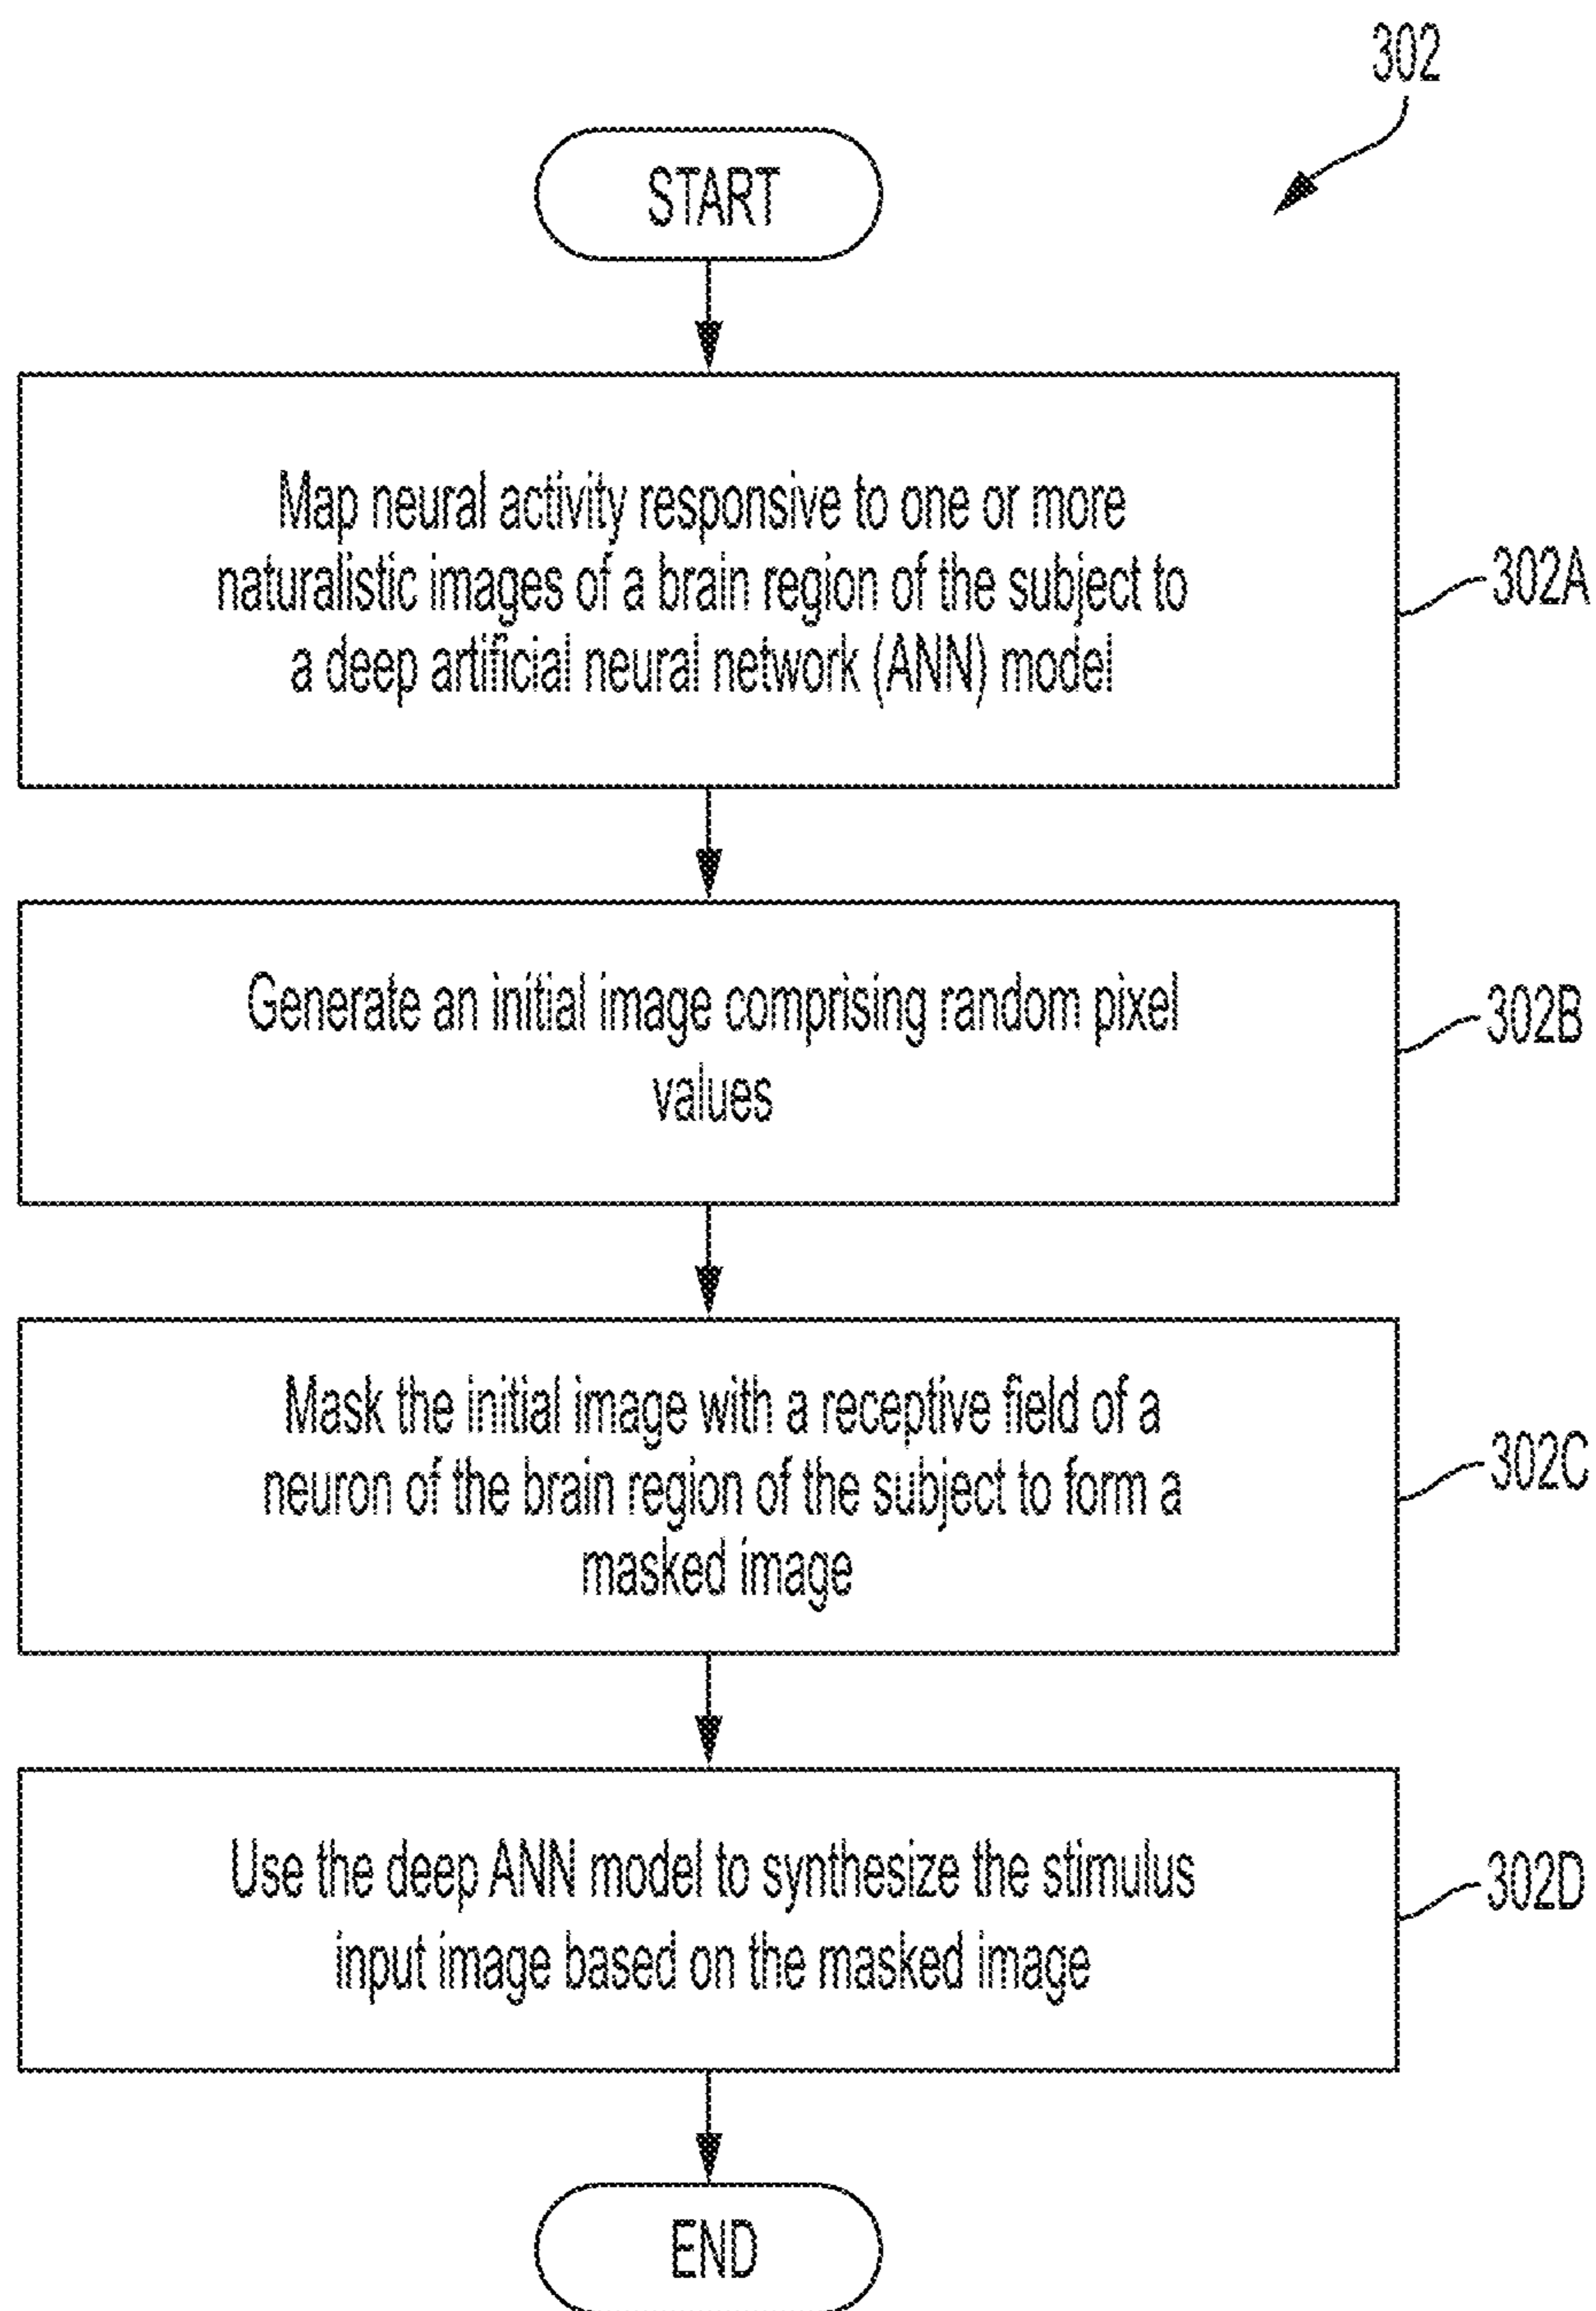 302
START
Map neural activity responsive to one or more
naturalistic images of a brain region of the subject to
a deep artificial neural network (ANN) model
302A
Generate an initial image comprising random pixel
values
302B
Mask the initial image with a receptive field of a
neuron of the brain region of the subject to form a
masked image
302C
Use the deep ANN model to synthesize the stimulus
input image based on the masked image
302D
END